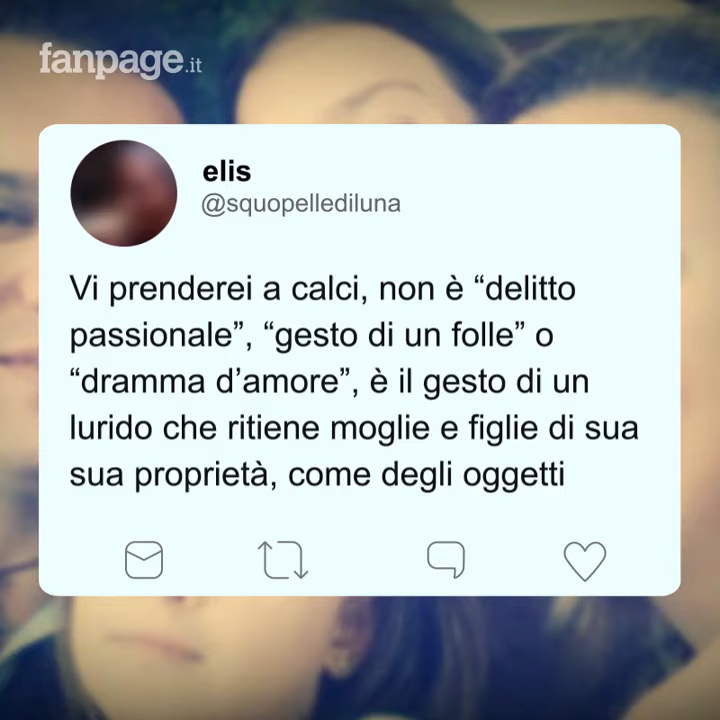 fanpage.it
elis
@squopellediluna
Vi prenderei a calci, non è “delitto
passionale”, “gesto di un folle” o
“dramma d’amore”, è il gesto di un
lurido che ritiene moglie e figlie di sua
sua proprietà, come degli oggetti